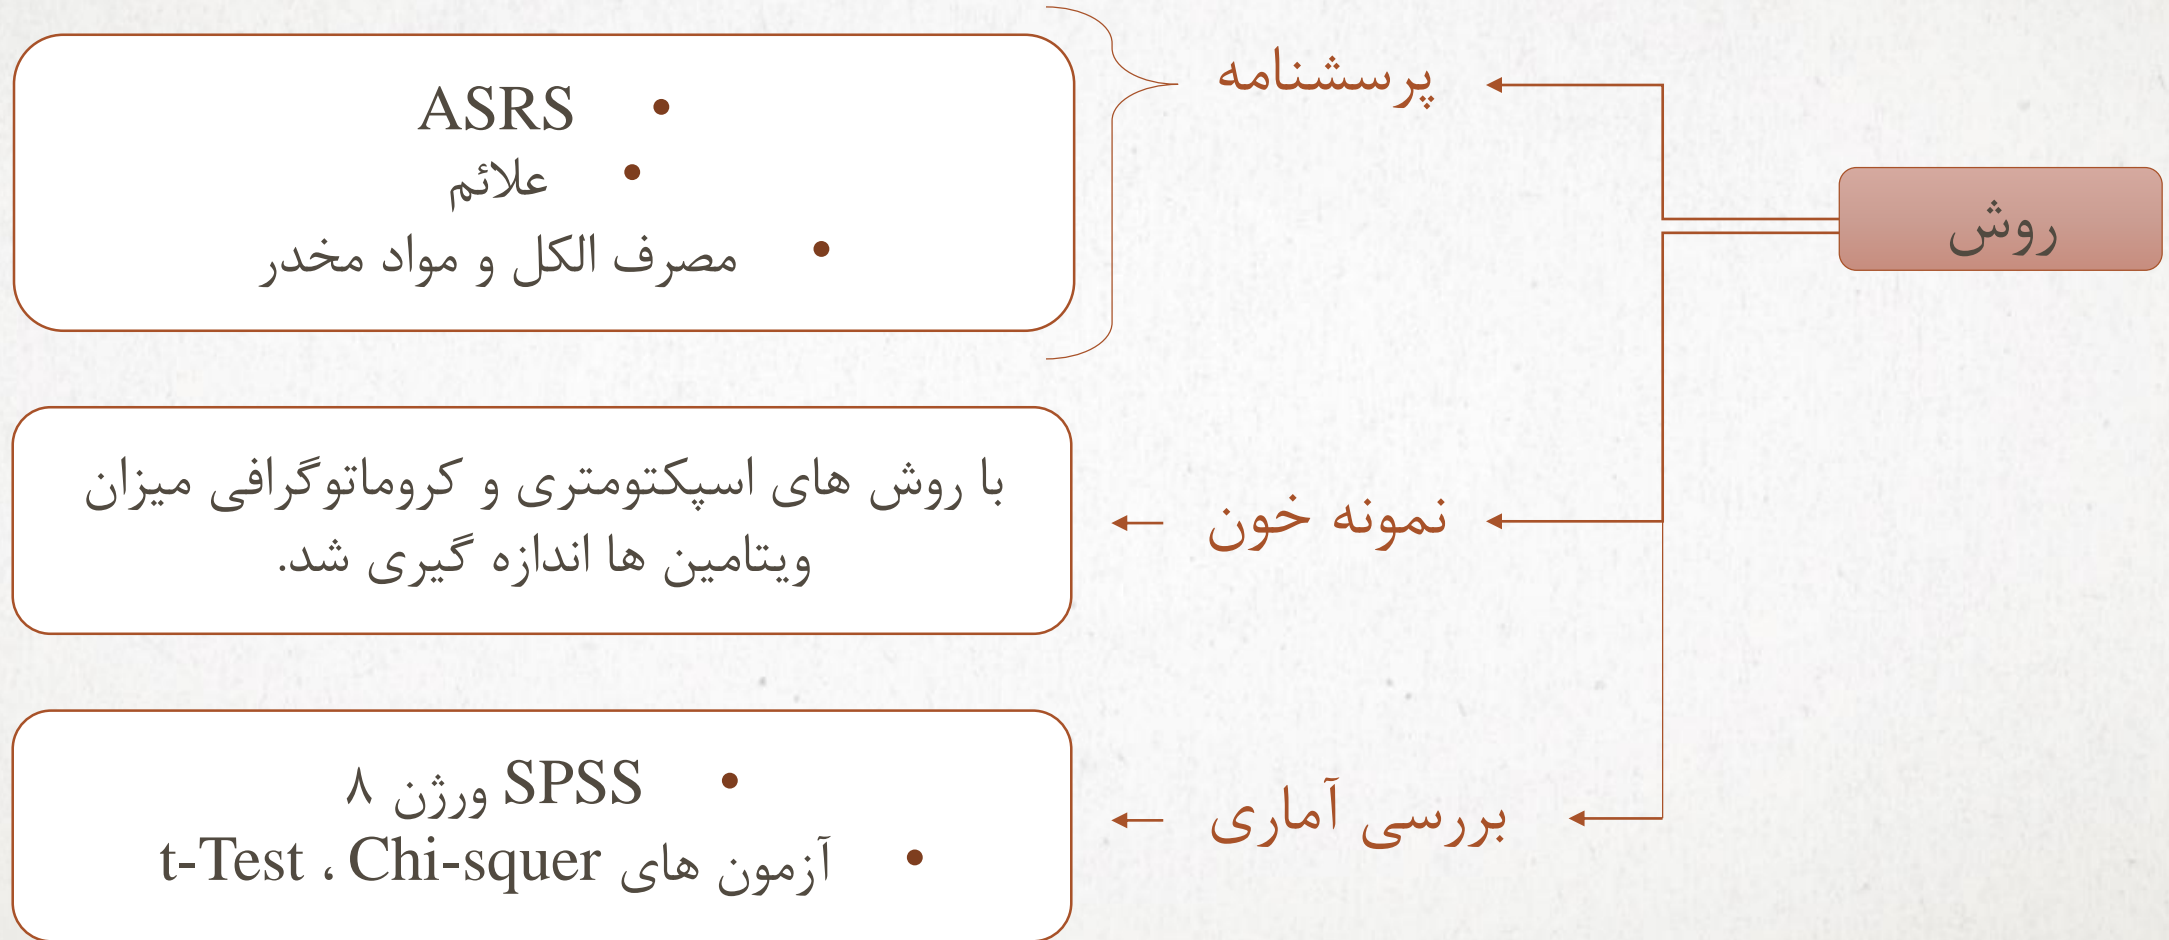 روش
پرسشنامه
• ASRS
• علائم
• مصرف الکل و مواد مخدر
نمونه خون
با روش های اسپکتومتری و کروماتوگرافی میزان
ویتامین ها اندازه گیری شد.
بررسی آماری
• SPSS ورژن ۸
• آزمون های t-Test ، Chi-squer